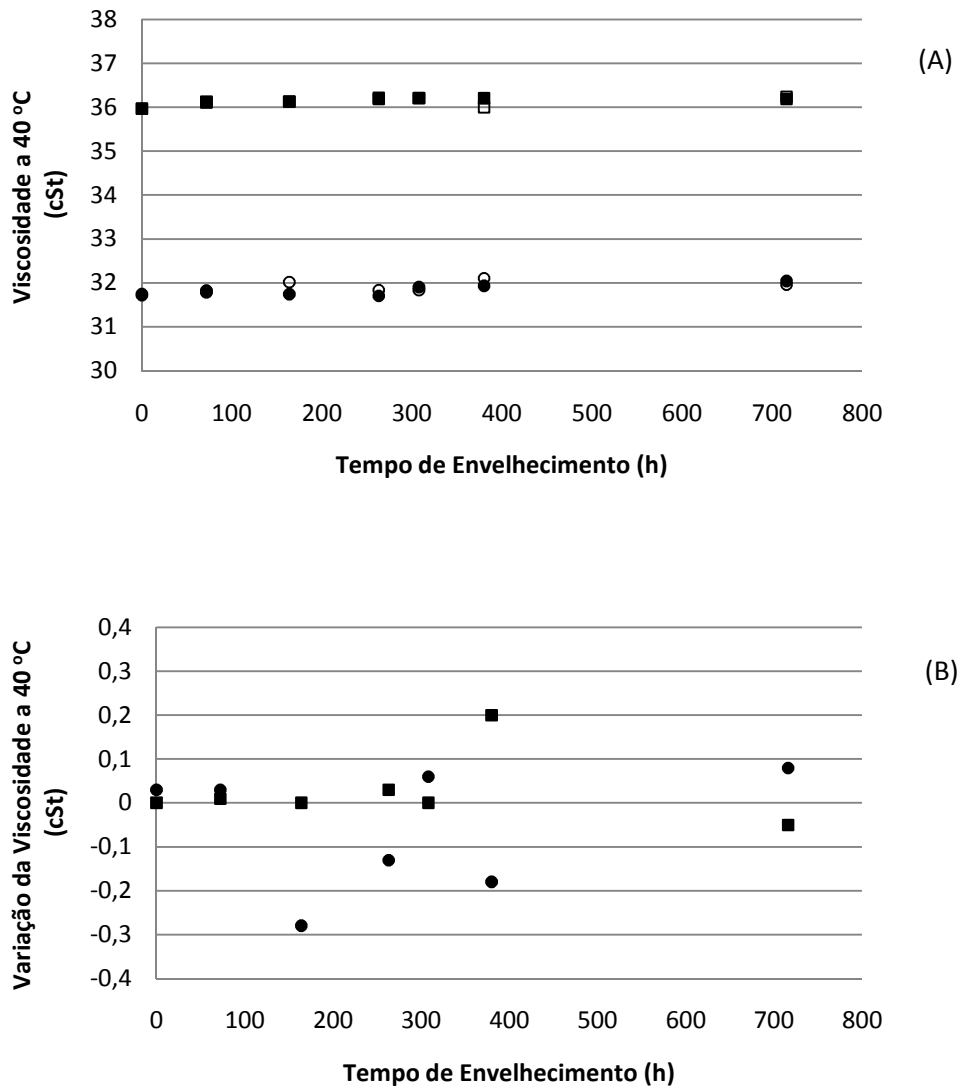 (A)
Viscosidade a 40 ºC
(cSt)
38
37
36
35
34
33
32
31
30
0 100 200 300 400 500 600 700 800
Tempo de Envelhecimento (h)
(B)
Variação da Viscosidade a 40 ºC
(cSt)
0,4
0,3
0,2
0,1
0
-0,1
-0,2
-0,3
-0,4
0 100 200 300 400 500 600 700 800
Tempo de Envelhecimento (h)